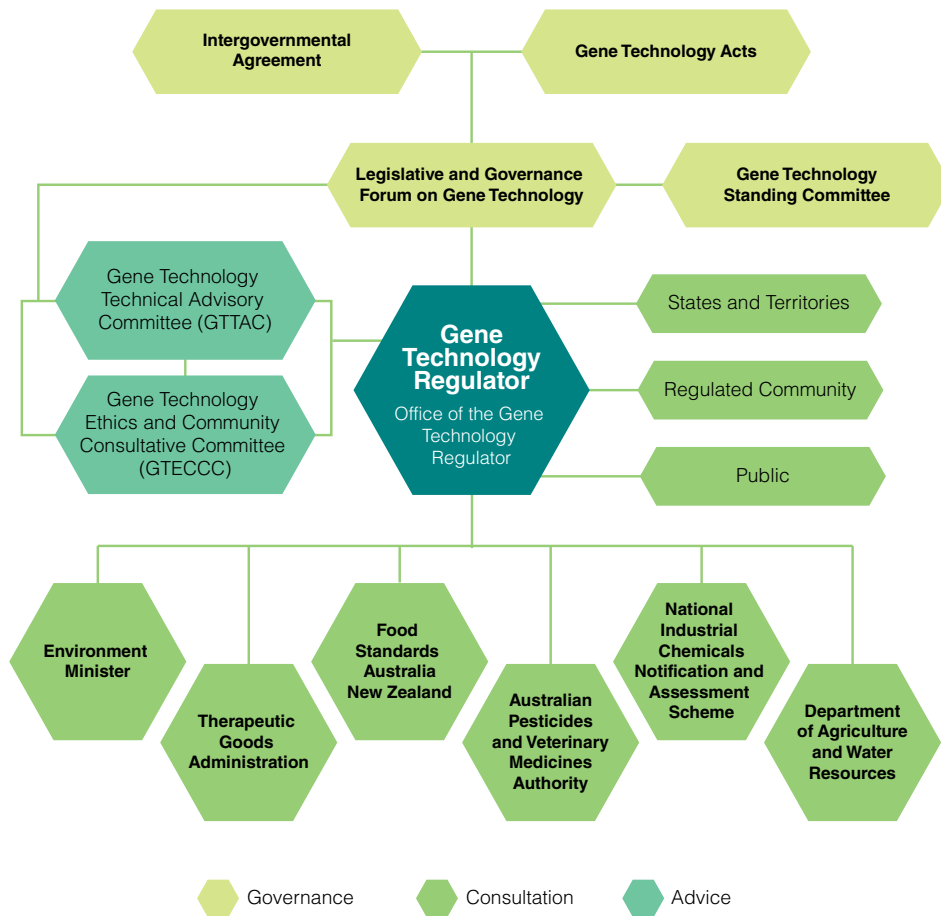 Intergovernmental
Agreement
Gene Technology Acts
Legislative and Governance
Forum on Gene Technology
Gene Technology
Standing Committee
Gene Technology
Technical Advisory
Committee (GTTAC)
Gene Technology
Ethics and Community
Consultative Committee
(GTECCC)
Gene
Technology
Regulator
Office of the Gene
Technology
Regulator
States and Territories
Regulated Community
Public
Environment
Minister
Therapeutic
Goods
Administration
Food
Standards
Australia
New Zealand
Australian
Pesticides
and Veterinary
Medicines
Authority
National
Industrial
Chemicals
Notification and
Assessment
Scheme
Department
of Agriculture
and Water
Resources
Governance
Consultation
Advice